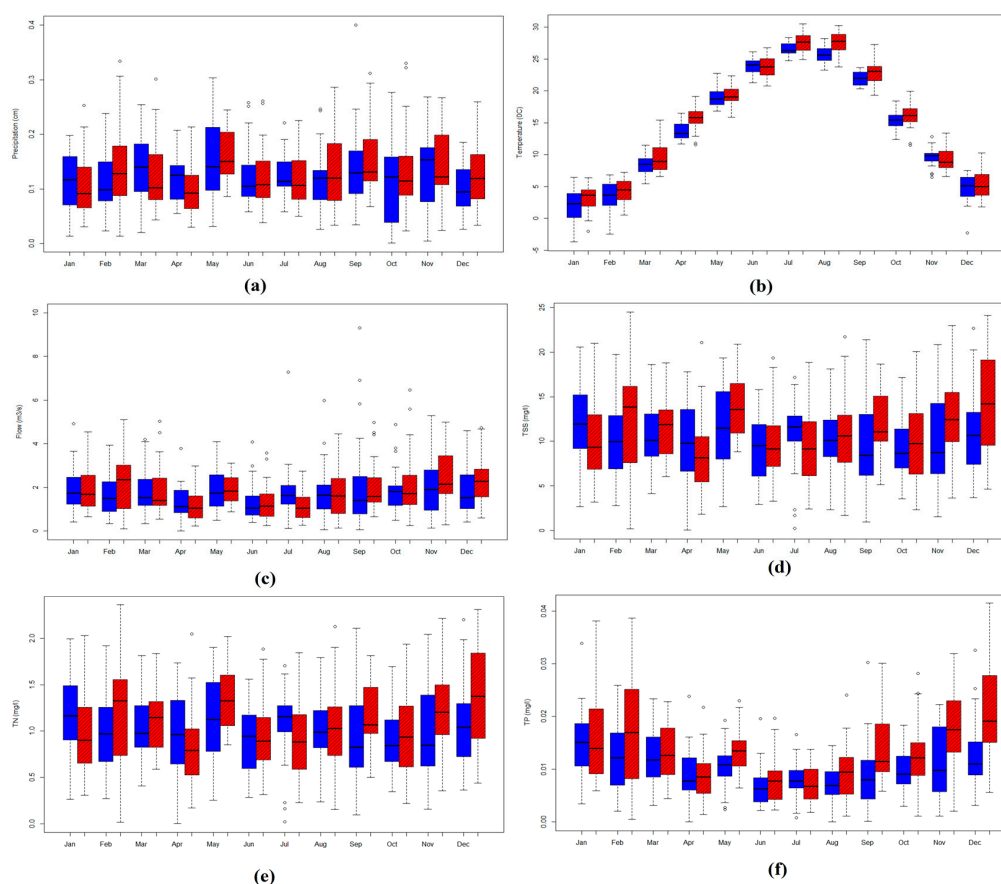 Precipitation (cm)
0.0 0.1 0.2 0.3 0.4
Jan Feb Mar Apr May Jun Jul Aug Sep Oct Nov Dec
(a)
Temperature (0C)
-5 0 5 10 15 20 25 30
Jan Feb Mar Apr May Jun Jul Aug Sep Oct Nov Dec
(b)
Flow (m3/s)
0 2 4 6 8 10
Jan Feb Mar Apr May Jun Jul Aug Sep Oct Nov Dec
(c)
TSS (mg/l)
0 5 10 15 20 25
Jan Feb Mar Apr May Jun Jul Aug Sep Oct Nov Dec
(d)
TN (mg/l)
0.0 0.5 1.0 1.5 2.0
Jan Feb Mar Apr May Jun Jul Aug Sep Oct Nov Dec
(e)
TP (mg/l)
0.00 0.01 0.02 0.03 0.04
Jan Feb Mar Apr May Jun Jul Aug Sep Oct Nov Dec
(f)